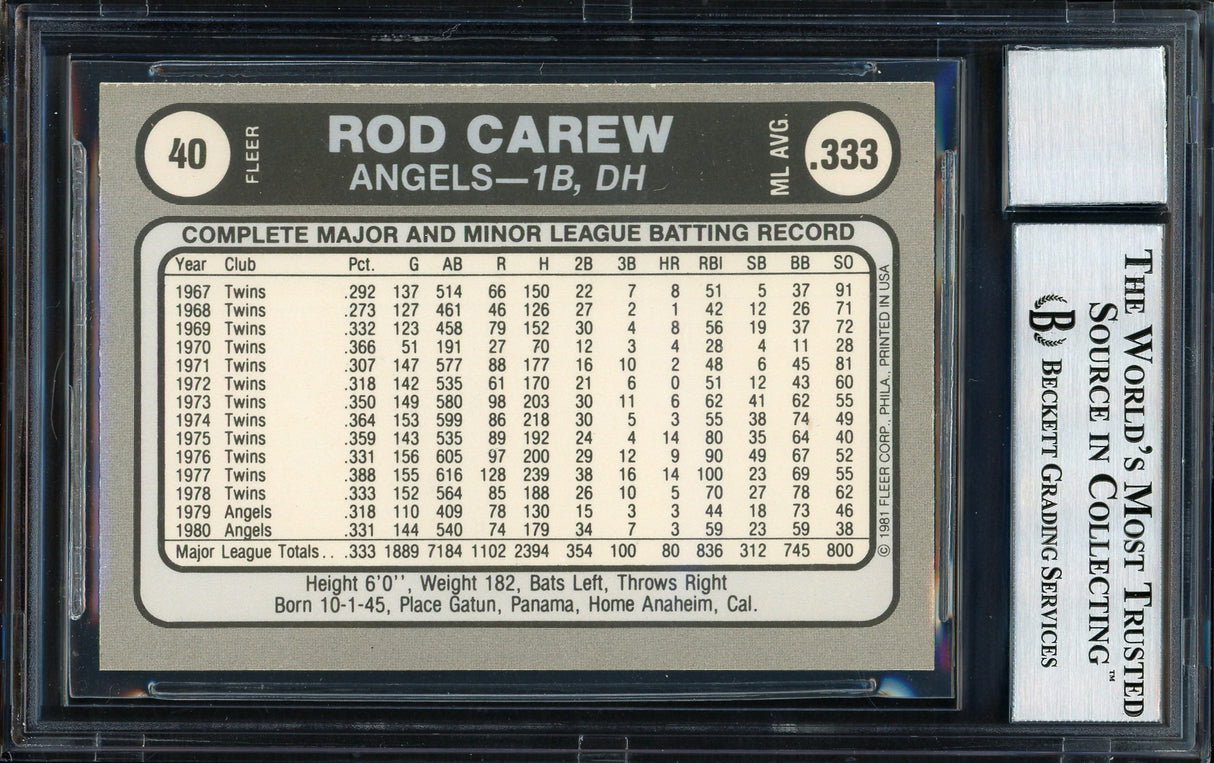 40
FLEER
ROD CAREW
ANGELS—1B, DH
ML AVG.
.333
COMPLETE MAJOR AND MINOR LEAGUE BATTING RECORD
Year Club Pct. G AB R H 2B 3B HR RBI SB BB SO
1967 Twins .292 137 514 66 150 22 7 8 51 5 37 91
1968 Twins .273 127 461 46 126 27 2 1 42 12 26 71
1969 Twins .332 123 458 79 152 30 4 8 56 19 37 72
1970 Twins .366 51 191 27 70 12 3 4 28 4 11 28
1971 Twins .307 147 577 88 177 16 10 2 48 6 45 81
1972 Twins .318 142 535 61 170 21 6 0 51 12 43 60
1973 Twins .350 149 580 98 203 30 11 6 62 41 62 55
1974 Twins .364 153 599 86 218 30 5 3 55 38 74 49
1975 Twins .359 143 535 89 192 24 4 14 80 35 64 40
1976 Twins .331 156 605 97 200 29 12 9 90 49 67 52
1977 Twins .388 155 616 128 239 38 16 14 100 23 69 55
1978 Twins .333 152 564 85 188 26 10 5 70 27 78 62
1979 Angels .318 110 409 78 130 15 3 3 44 18 73 46
1980 Angels .331 144 540 74 179 34 7 3 59 23 59 38
Major League Totals . . .333 1889 7184 1102 2394 354 100 80 836 312 745 800
Height 6'0'', Weight 182, Bats Left, Throws Right
Born 10-1-45, Place Gatun, Panama, Home Anaheim, Cal.
© 1981 FLEER CORP., PHILA., PRINTED IN USA
THE WORLD'S MOST TRUSTED
SOURCE IN COLLECTING™
B BECKETT GRADING SERVICES